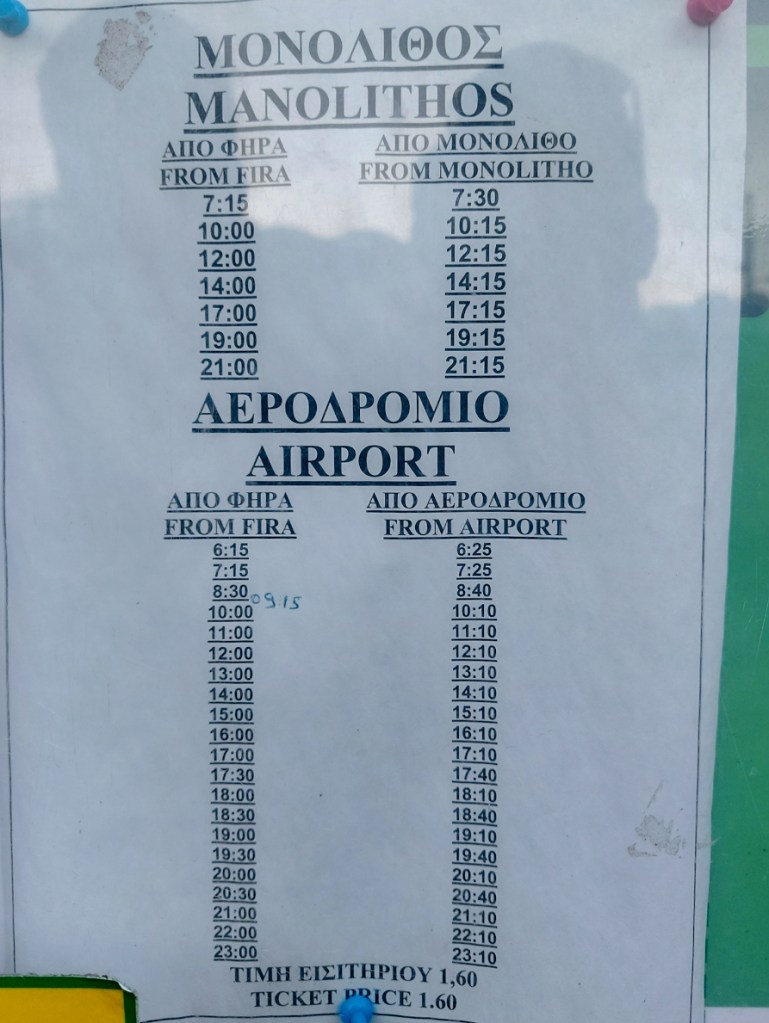 ΜΟΝΟΛΙΘΟΣ
MANOLITHOS
ΑΠΟ ΦΗΡΑ ΑΠΟ ΜΟΝΟΛΙΘΟ
FROM FIRA FROM MONOLITHO
7:15 7:30
10:00 10:15
12:00 12:15
14:00 14:15
17:00 17:15
19:00 19:15
21:00 21:15
ΑΕΡΟΔΡΟΜΙΟ
AIRPORT
ΑΠΟ ΦΗΡΑ ΑΠΟ ΑΕΡΟΔΡΟΜΙΟ
FROM FIRA FROM AIRPORT
6:15 6:25
7:15 7:25
8:30 8:40
09:15
10:00 10:10
11:00 11:10
12:00 12:10
13:00 13:10
14:00 14:10
15:00 15:10
16:00 16:10
17:00 17:10
17:30 17:40
18:00 18:10
18:30 18:40
19:00 19:10
19:30 19:40
20:00 20:10
20:30 20:40
21:00 21:10
22:00 22:10
23:00 23:10
ΤΙΜΗ ΕΙΣΙΤΗΡΙΟΥ 1,60
TICKET PRICE 1.60